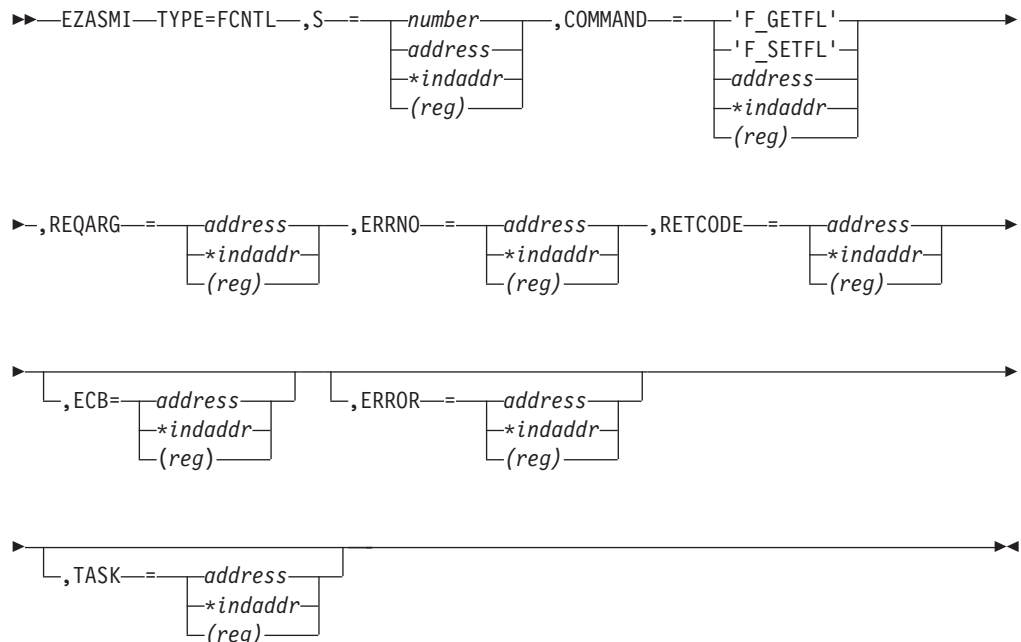 EZASMI TYPE=FCNTL ,S = number ,COMMAND = 'F_GETFL'
address 'F_SETFL'
*indaddr address
(reg) *indaddr
(reg)
,REQARG = address ,ERRNO = address ,RETCODE = address
*indaddr *indaddr *indaddr
(reg) (reg) (reg)
,ECB= address ,ERROR = address
*indaddr *indaddr
(reg) (reg)
,TASK = address
*indaddr
(reg)